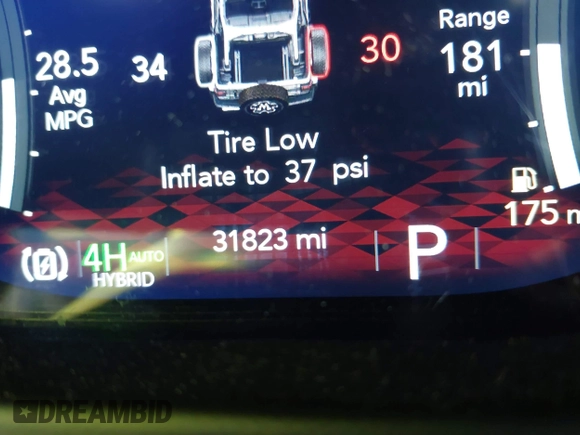 Range
28.5
Avg
MPG
34
30
181
mi
Tire Low
Inflate to 37 psi
175
4H AUTO
HYBRID
31823 mi
P
DREAMBID